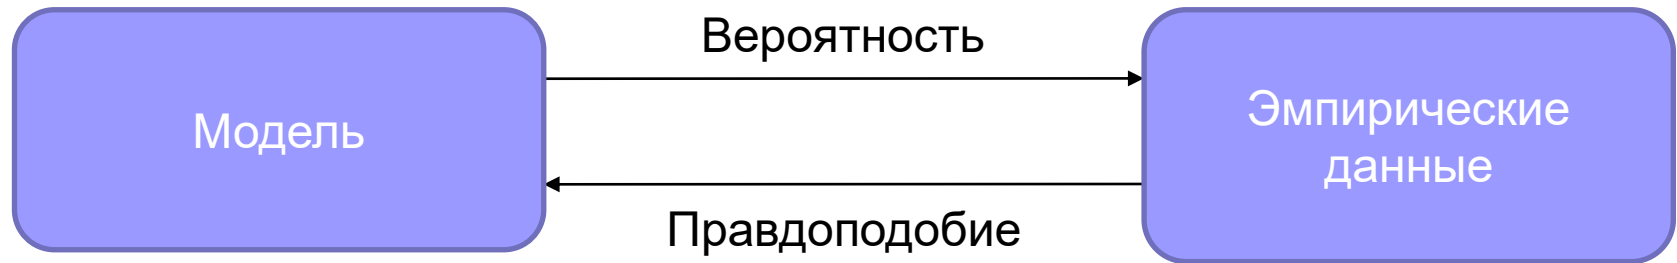 Вероятность
Модель
Эмпирические
данные
Правдоподобие